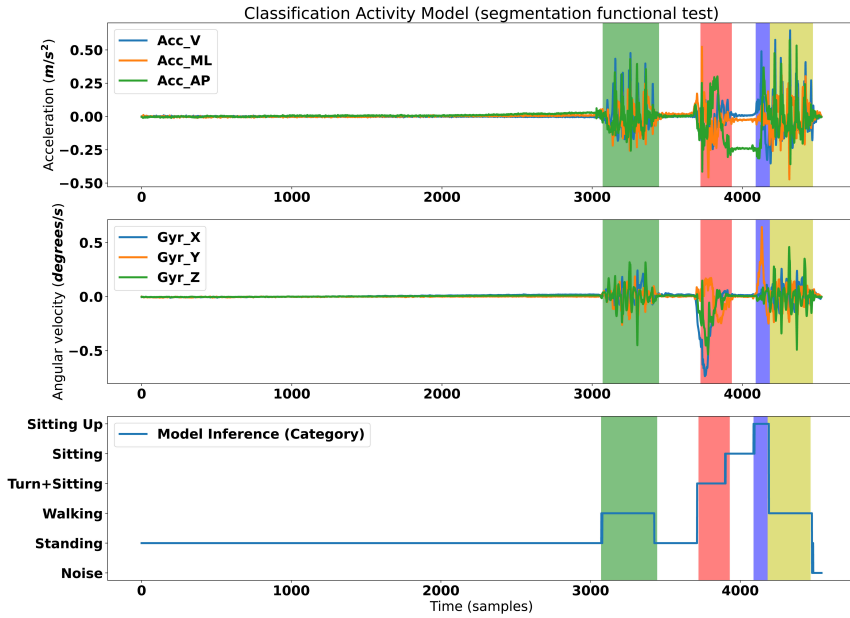 Classification Activity Model (segmentation functional test)
Acceleration (m/s²)
0.50
0.25
0.00
−0.25
−0.50
Acc_V
Acc_ML
Acc_AP
0 1000 2000 3000 4000
Angular velocity (degrees/s)
0.5
0.0
−0.5
Gyr_X
Gyr_Y
Gyr_Z
0 1000 2000 3000 4000
Sitting Up
Sitting
Turn+Sitting
Walking
Standing
Noise
Model Inference (Category)
0 1000 2000 3000 4000
Time (samples)